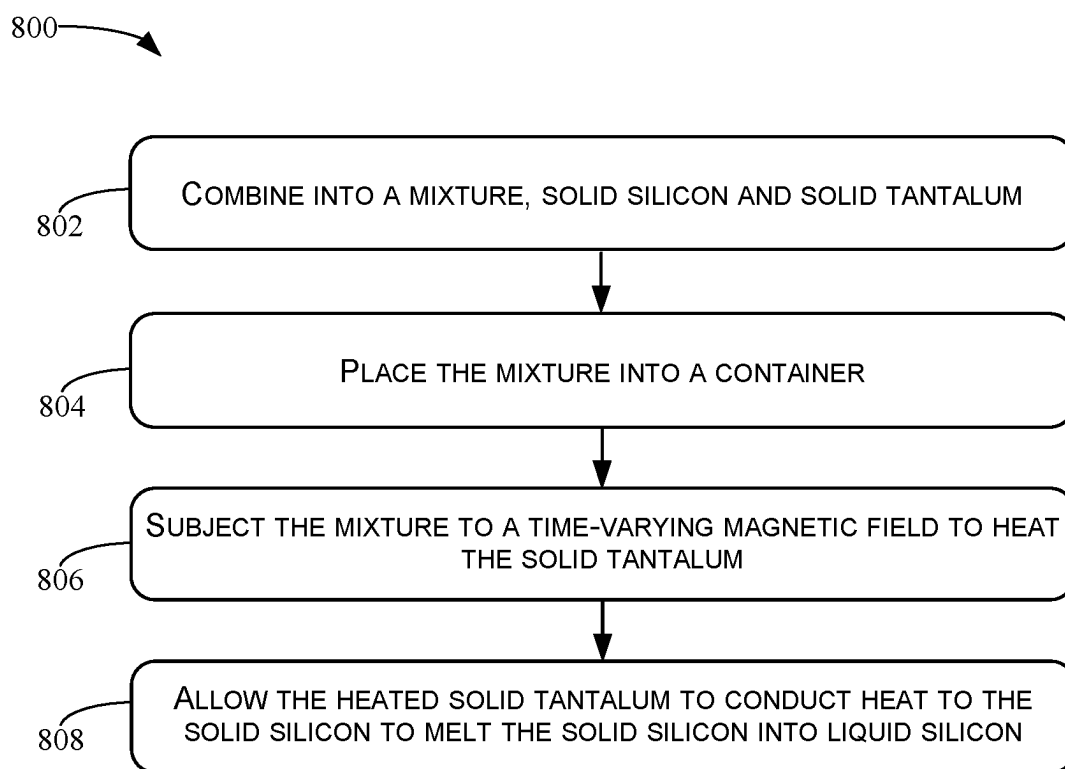 800
COMBINE INTO A MIXTURE, SOLID SILICON AND SOLID TANTALUM
802
PLACE THE MIXTURE INTO A CONTAINER
804
SUBJECT THE MIXTURE TO A TIME-VARYING MAGNETIC FIELD TO HEAT
THE SOLID TANTALUM
806
ALLOW THE HEATED SOLID TANTALUM TO CONDUCT HEAT TO THE
SOLID SILICON TO MELT THE SOLID SILICON INTO LIQUID SILICON
808